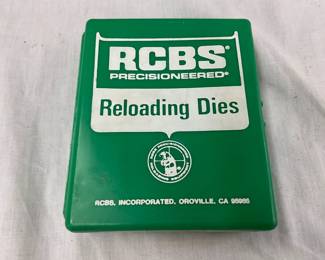 RCBS®
PRECISIONEERED®
Reloading Dies
RCBS, INCORPORATED, OROVILLE, CA 95965